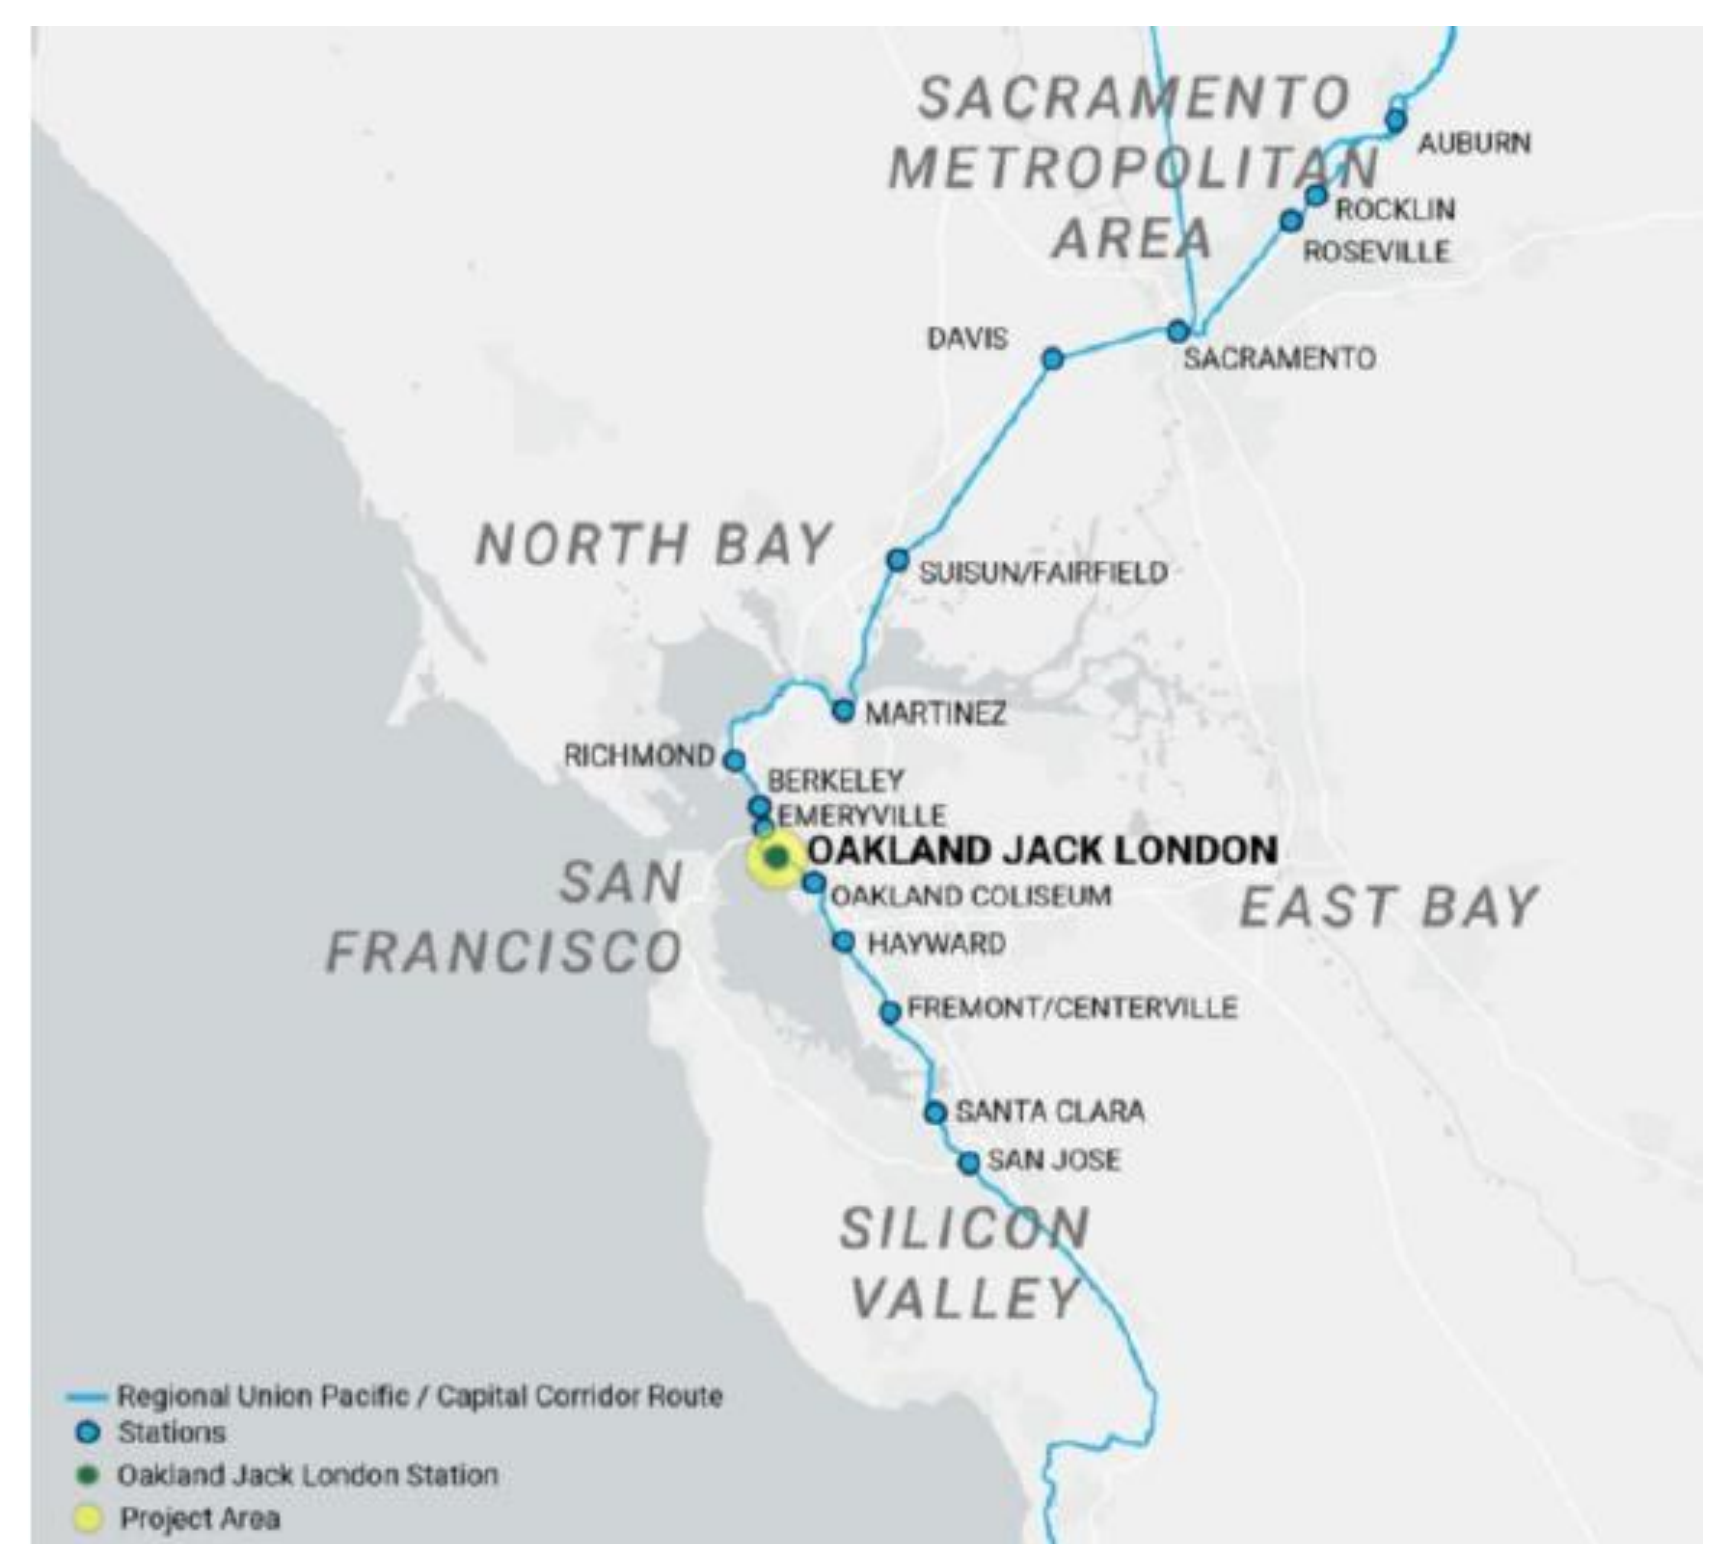 SACRAMENTO
METROPOLITAN
AREA
AUBURN
ROCKLIN
ROSEVILLE
DAVIS
SACRAMENTO
NORTH BAY
SUISUN/FAIRFIELD
MARTINEZ
RICHMOND
BERKELEY
EMERYVILLE
OAKLAND JACK LONDON
SAN
FRANCISCO
OAKLAND COLISEUM
EAST BAY
HAYWARD
FREMONT/CENTERVILLE
SANTA CLARA
SAN JOSE
SILICON
VALLEY
Regional Union Pacific / Capital Corridor Route
Stations
Oakland Jack London Station
Project Area